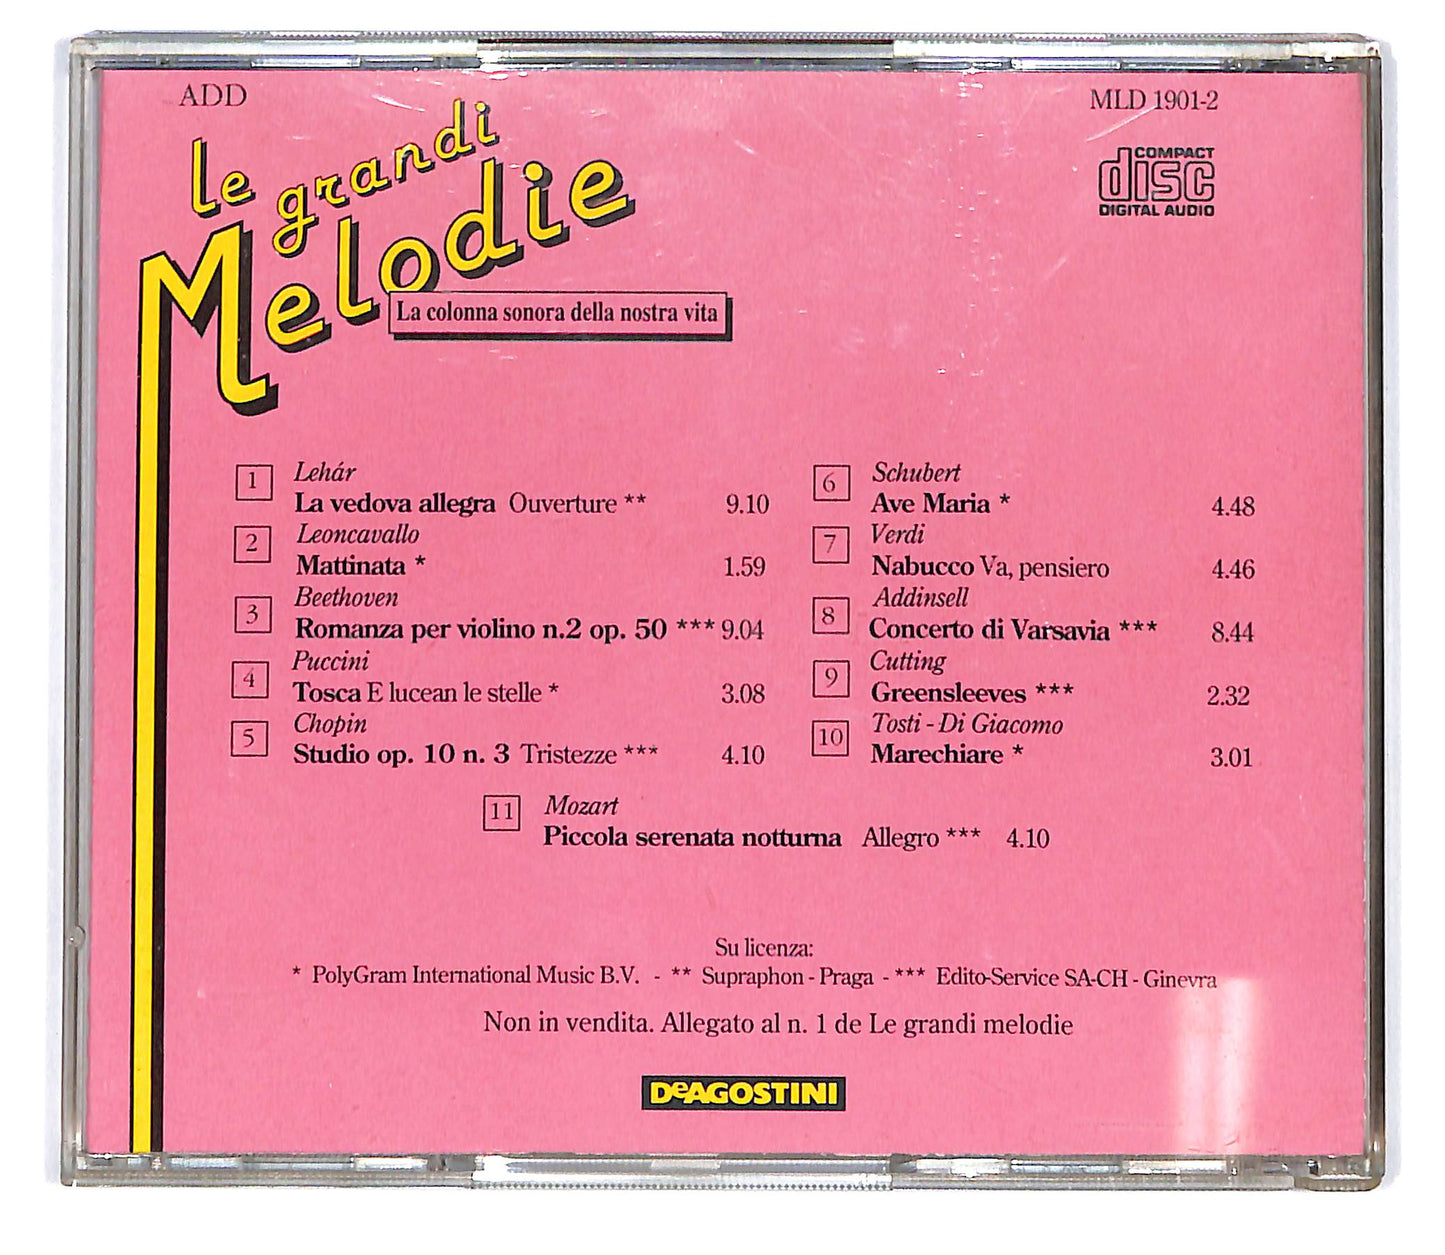 ADD
MLD 1901-2
COMPACT
disc
DIGITAL AUDIO
le grandi
Melodie
La colonna sonora della nostra vita
1 Lehár
La vedova allegra Ouverture ** 9.10
2 Leoncavallo
Mattinata * 1.59
3 Beethoven
Romanza per violino n.2 op. 50 *** 9.04
4 Puccini
Tosca E lucean le stelle * 3.08
5 Chopin
Studio op. 10 n. 3 Tristezze *** 4.10
6 Schubert
Ave Maria * 4.48
7 Verdi
Nabucco Va, pensiero 4.46
8 Addinsell
Concerto di Varsavia *** 8.44
9 Cutting
Greensleeves *** 2.32
10 Tosti - Di Giacomo
Marechiare * 3.01
11 Mozart
Piccola serenata notturna Allegro *** 4.10
Su licenza:
* PolyGram International Music B.V. - ** Supraphon - Praga - *** Edito-Service SA-CH - Ginevra
Non in vendita. Allegato al n. 1 de Le grandi melodie
DeAGOSTINI